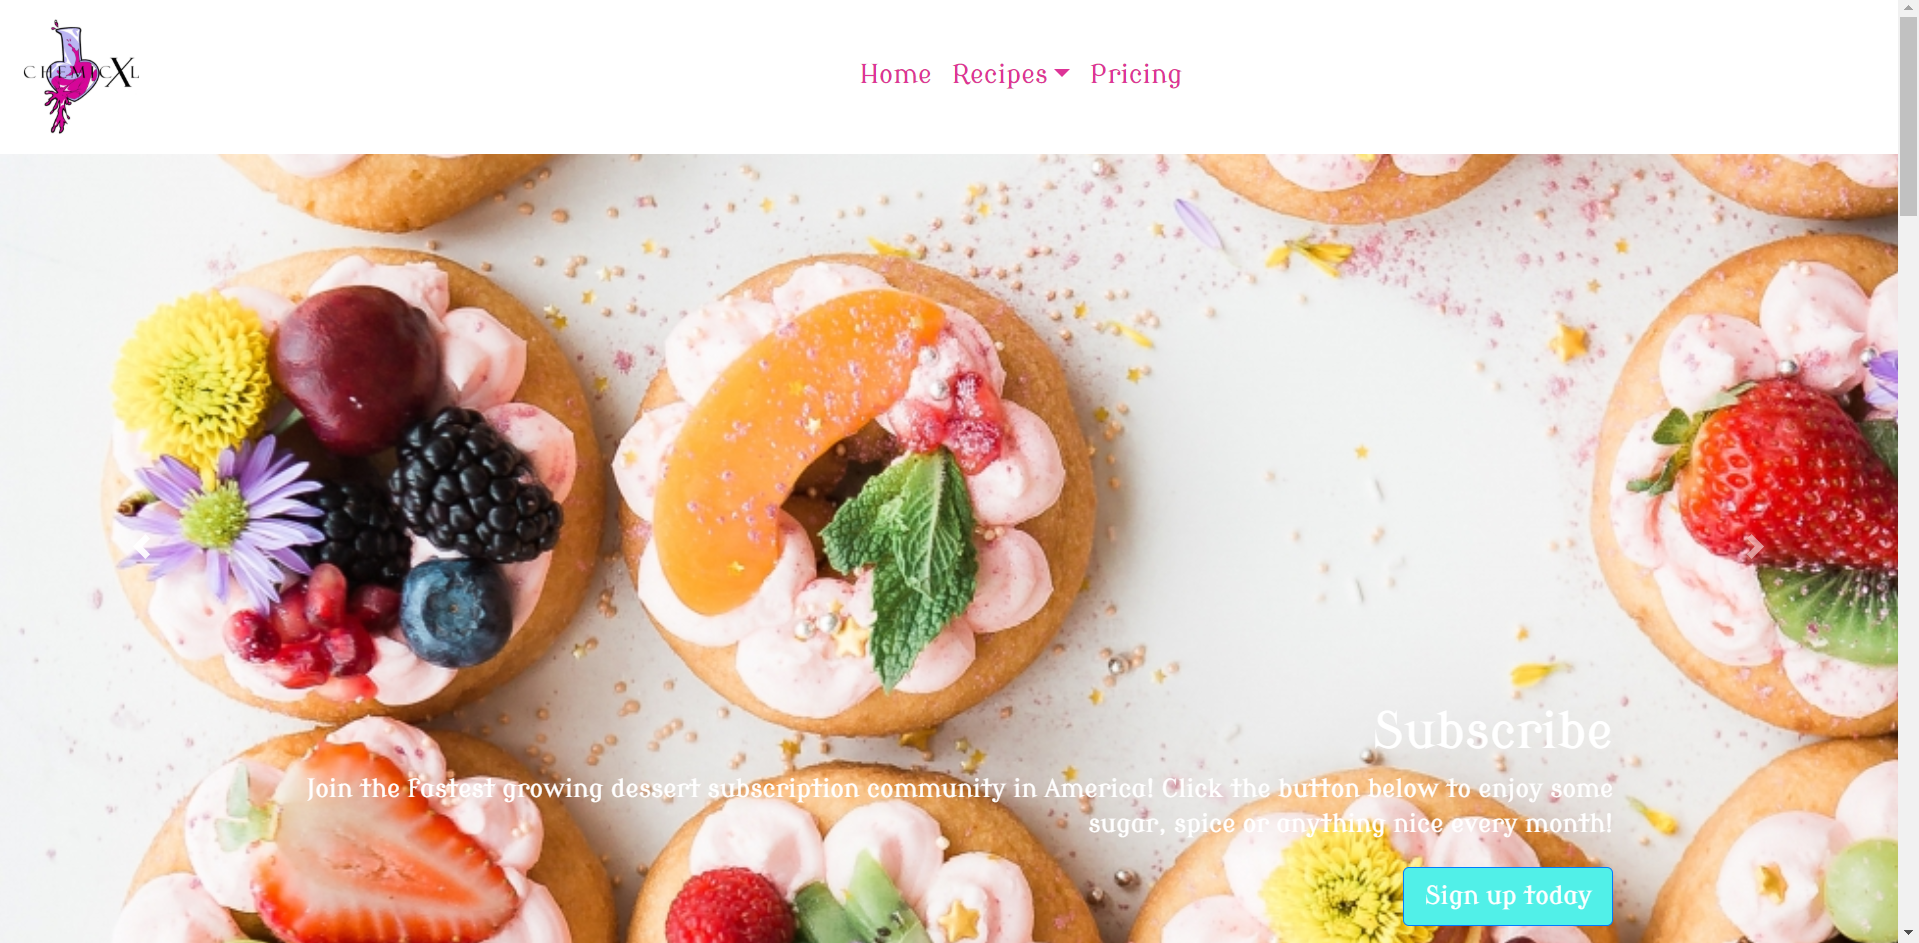 CHEMICXL
Home Recipes Pricing
Subscribe
Join the fastest growing dessert subscription community in America! Click the button below to enjoy some
sugar, spice or anything nice every month!
Sign up today